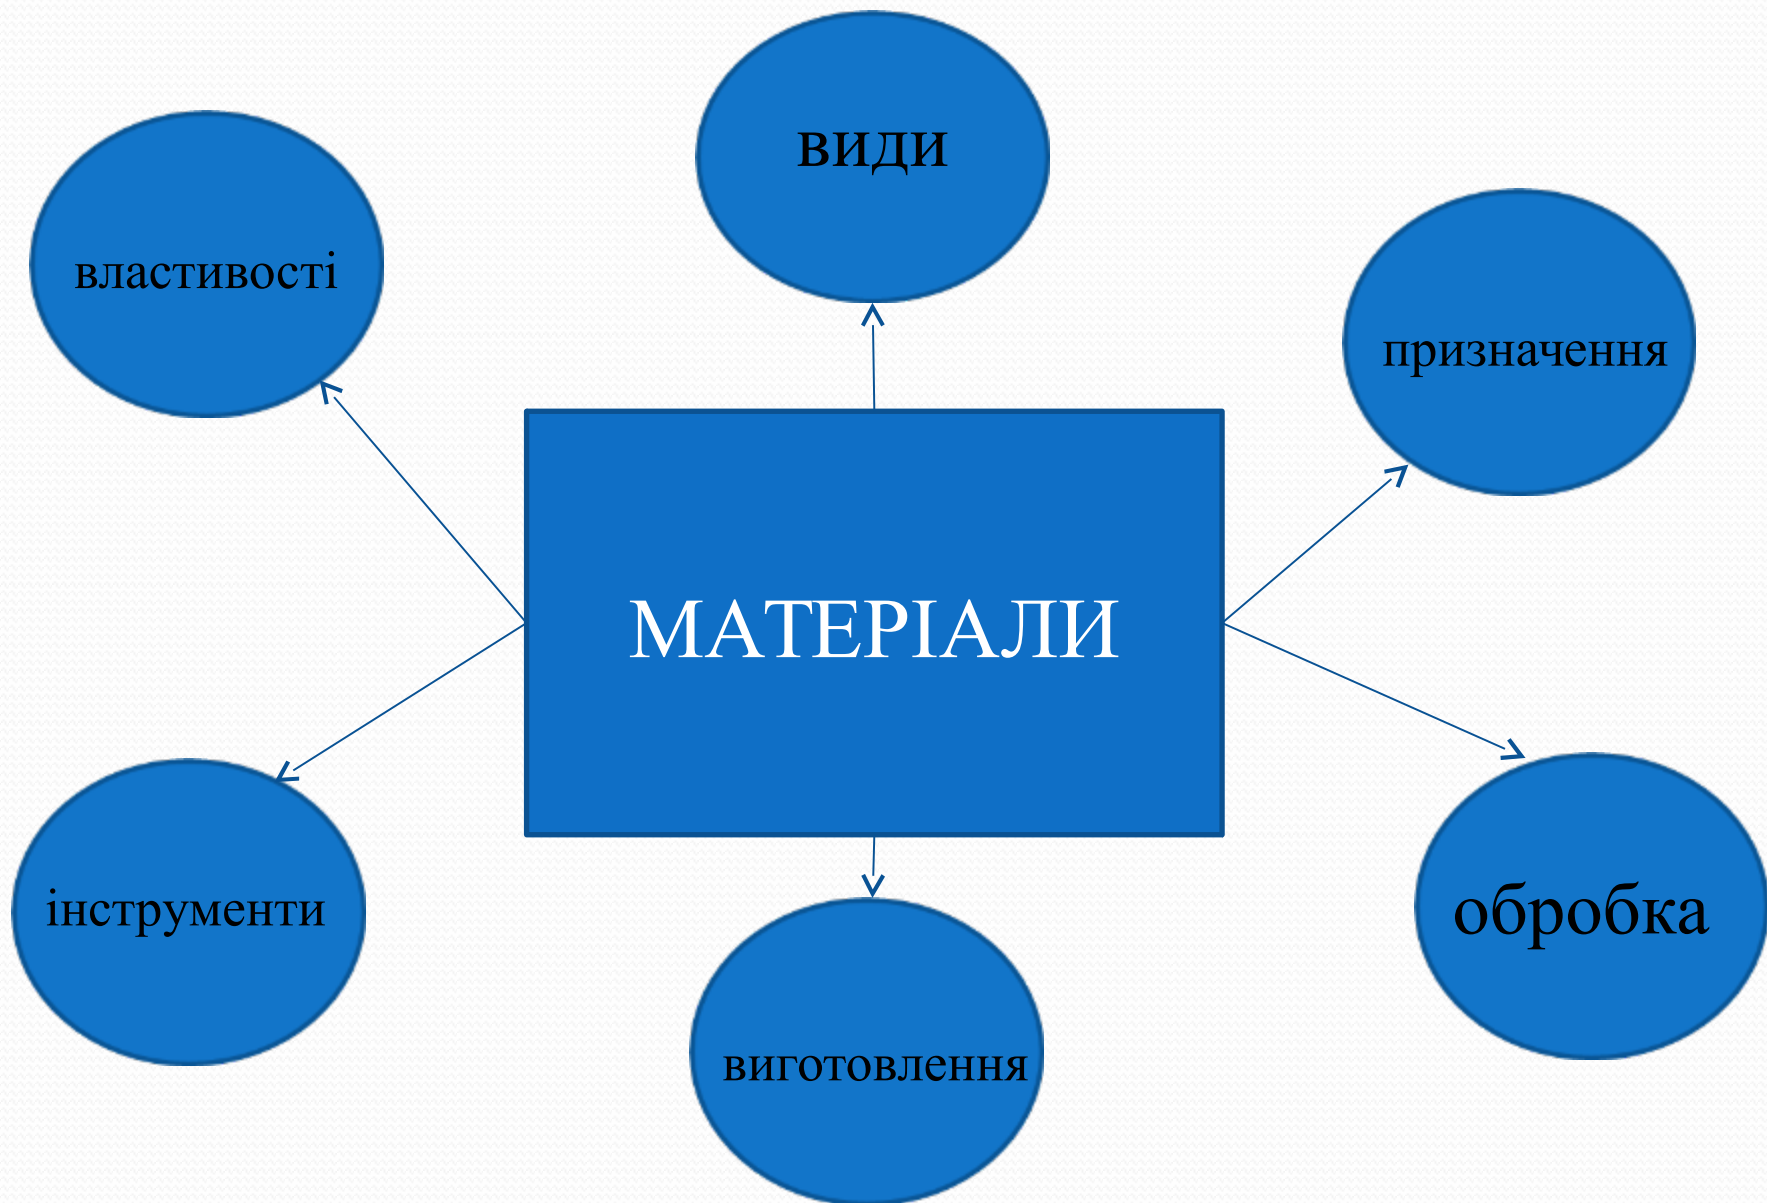 види
властивості
призначення
МАТЕРІАЛИ
інструменти
обробка
виготовлення